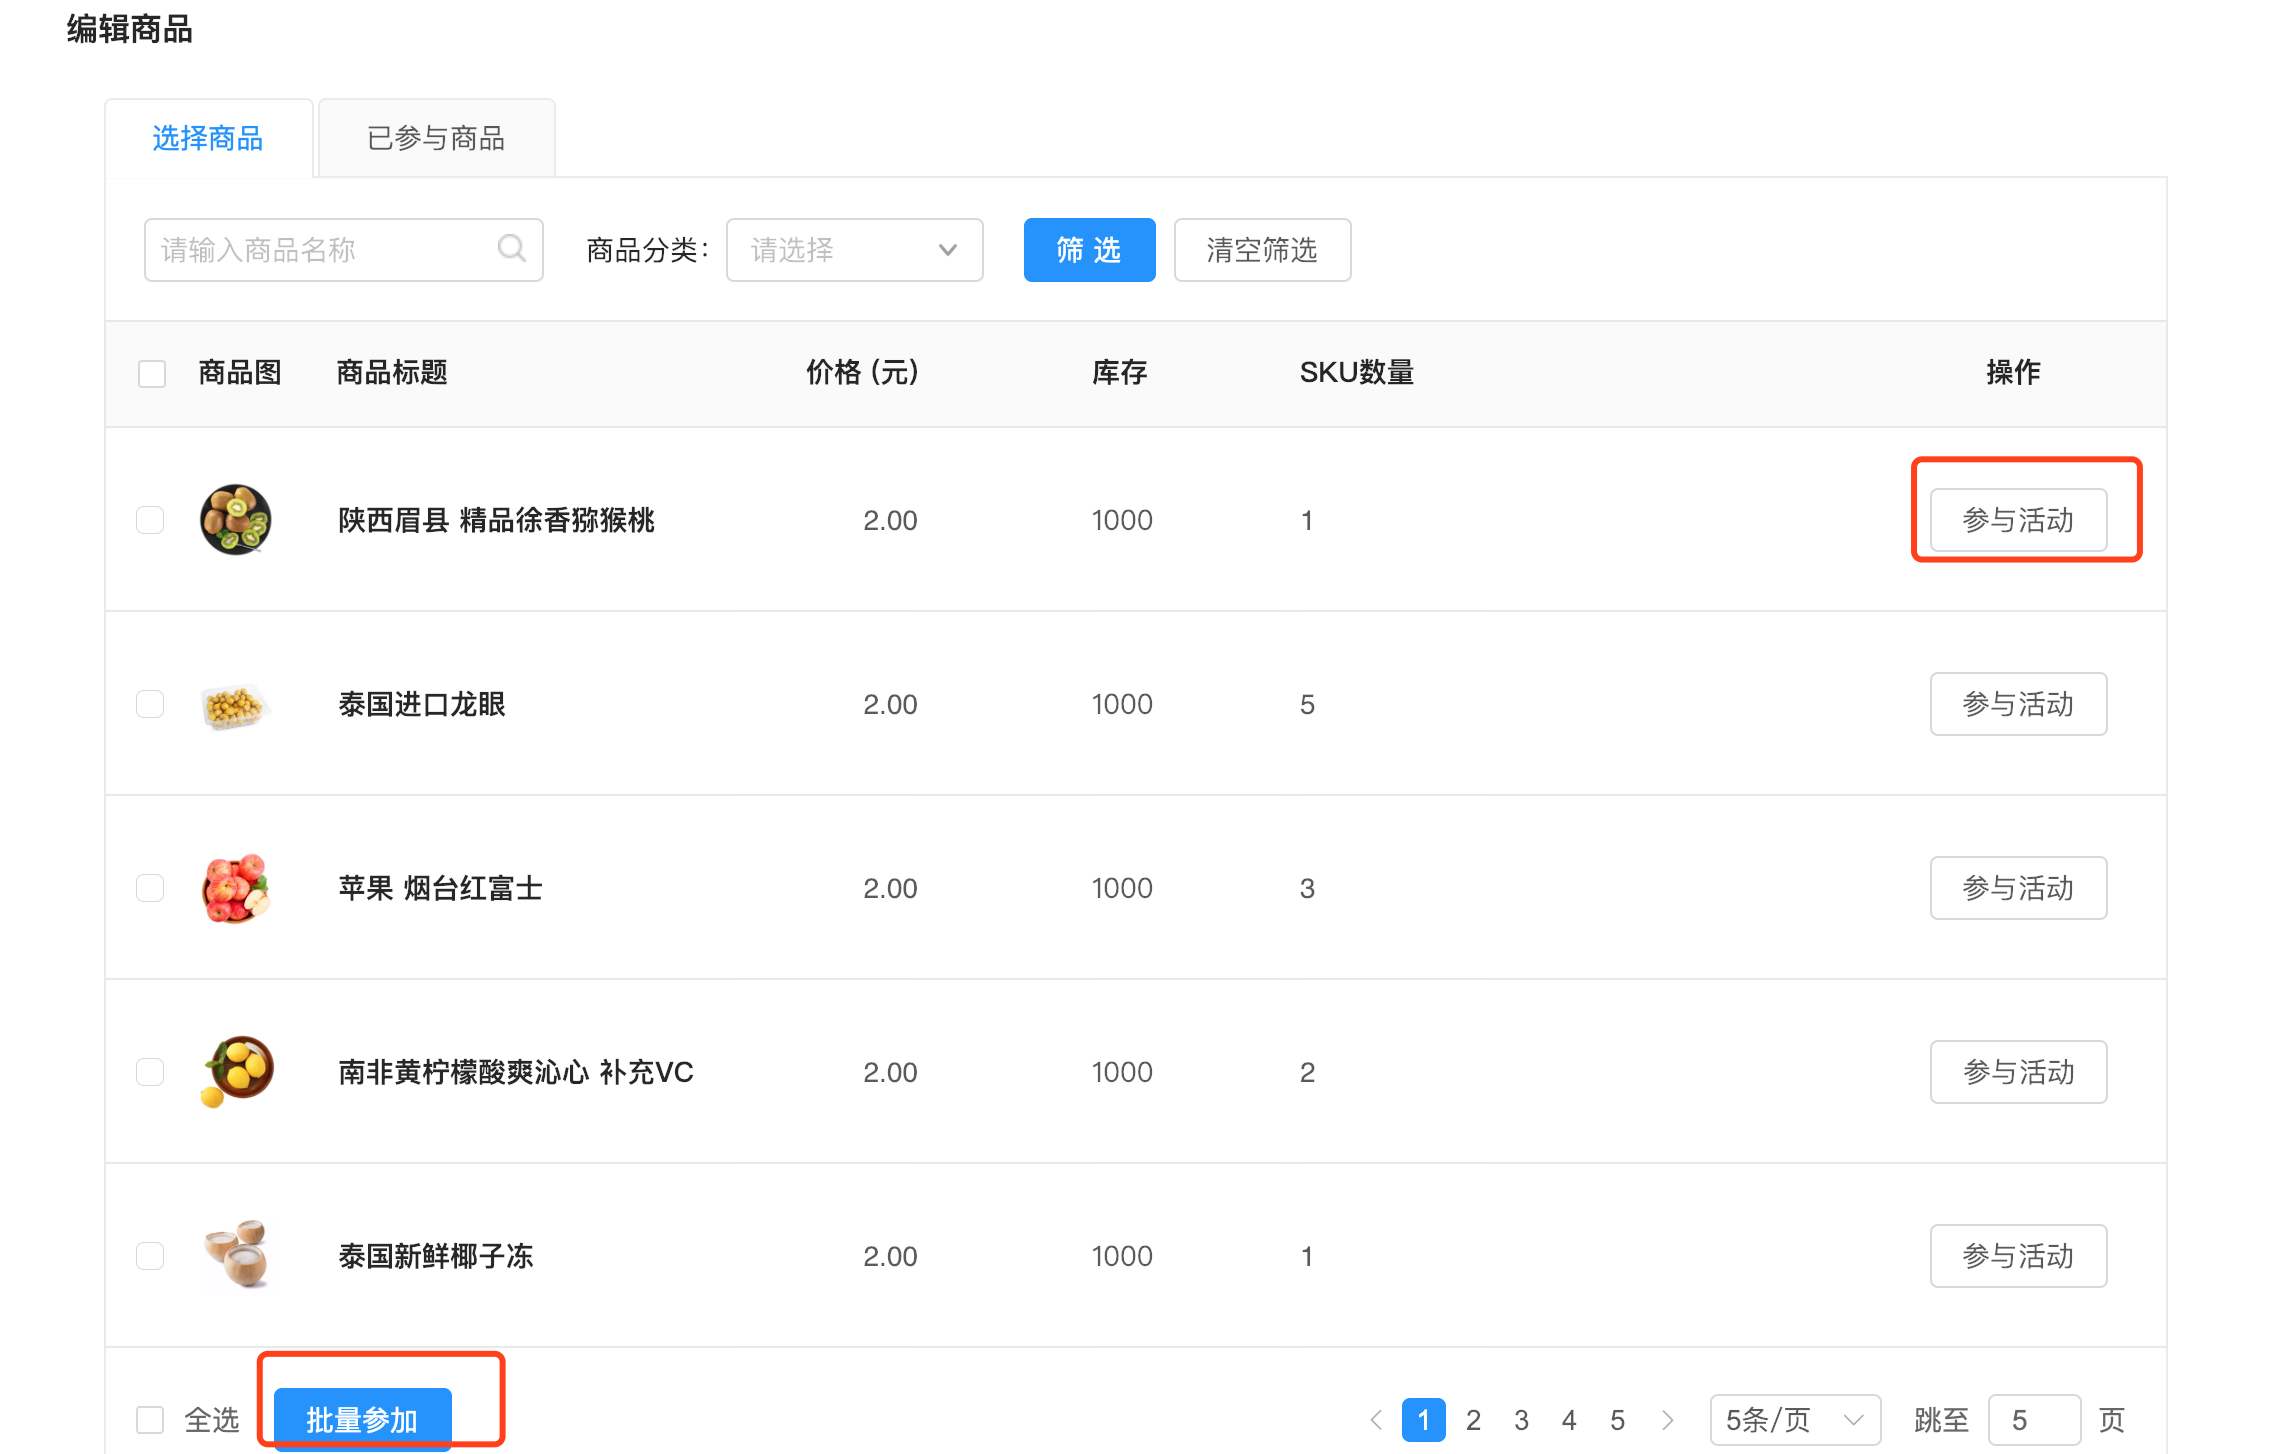 编辑商品
选择商品 已参与商品
请输入商品名称 商品分类: 请选择 筛 选 清空筛选
商品图 商品标题 价格 (元) 库存 SKU数量 操作
陕西眉县 精品徐香猕猴桃 2.00 1000 1 参与活动
泰国进口龙眼 2.00 1000 5 参与活动
苹果 烟台红富士 2.00 1000 3 参与活动
南非黄柠檬酸爽沁心 补充VC 2.00 1000 2 参与活动
泰国新鲜椰子冻 2.00 1000 1 参与活动
全选 批量参加 1 2 3 4 5 5条/页 跳至 5 页